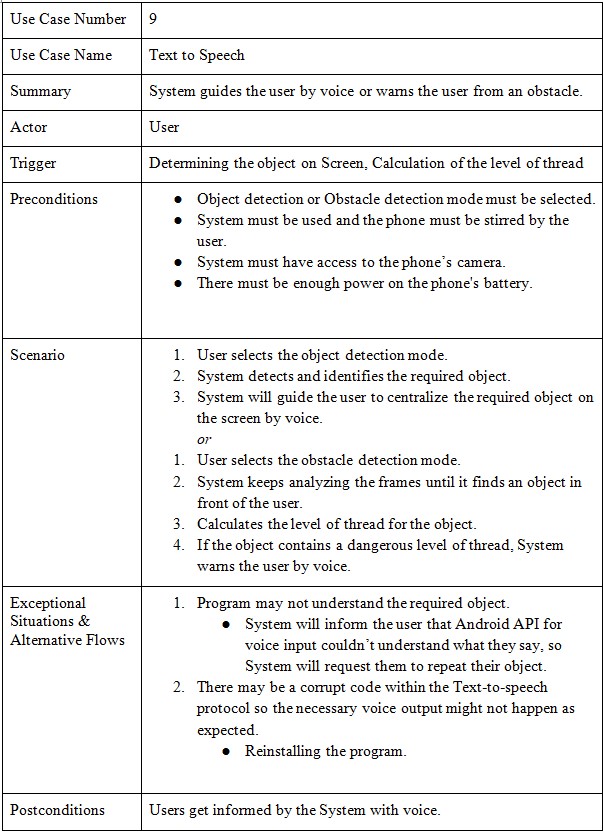 Use Case Number 9
Use Case Name Text to Speech
Summary System guides the user by voice or warns the user from an obstacle.
Actor User
Trigger Determining the object on Screen, Calculation of the level of thread
Preconditions ● Object detection or Obstacle detection mode must be selected.
● System must be used and the phone must be stirred by the
user.
● System must have access to the phone’s camera.
● There must be enough power on the phone's battery.
Scenario 1. User selects the object detection mode.
2. System detects and identifies the required object.
3. System will guide the user to centralize the required object on
the screen by voice.
or
1. User selects the obstacle detection mode.
2. System keeps analyzing the frames until it finds an object in
front of the user.
3. Calculates the level of thread for the object.
4. If the object contains a dangerous level of thread, System
warns the user by voice.
Exceptional
Situations &
Alternative Flows
1. Program may not understand the required object.
● System will inform the user that Android API for
voice input couldn’t understand what they say, so
System will request them to repeat their object.
2. There may be a corrupt code within the Text-to-speech
protocol so the necessary voice output might not happen as
expected.
● Reinstalling the program.
Postconditions Users get informed by the System with voice.